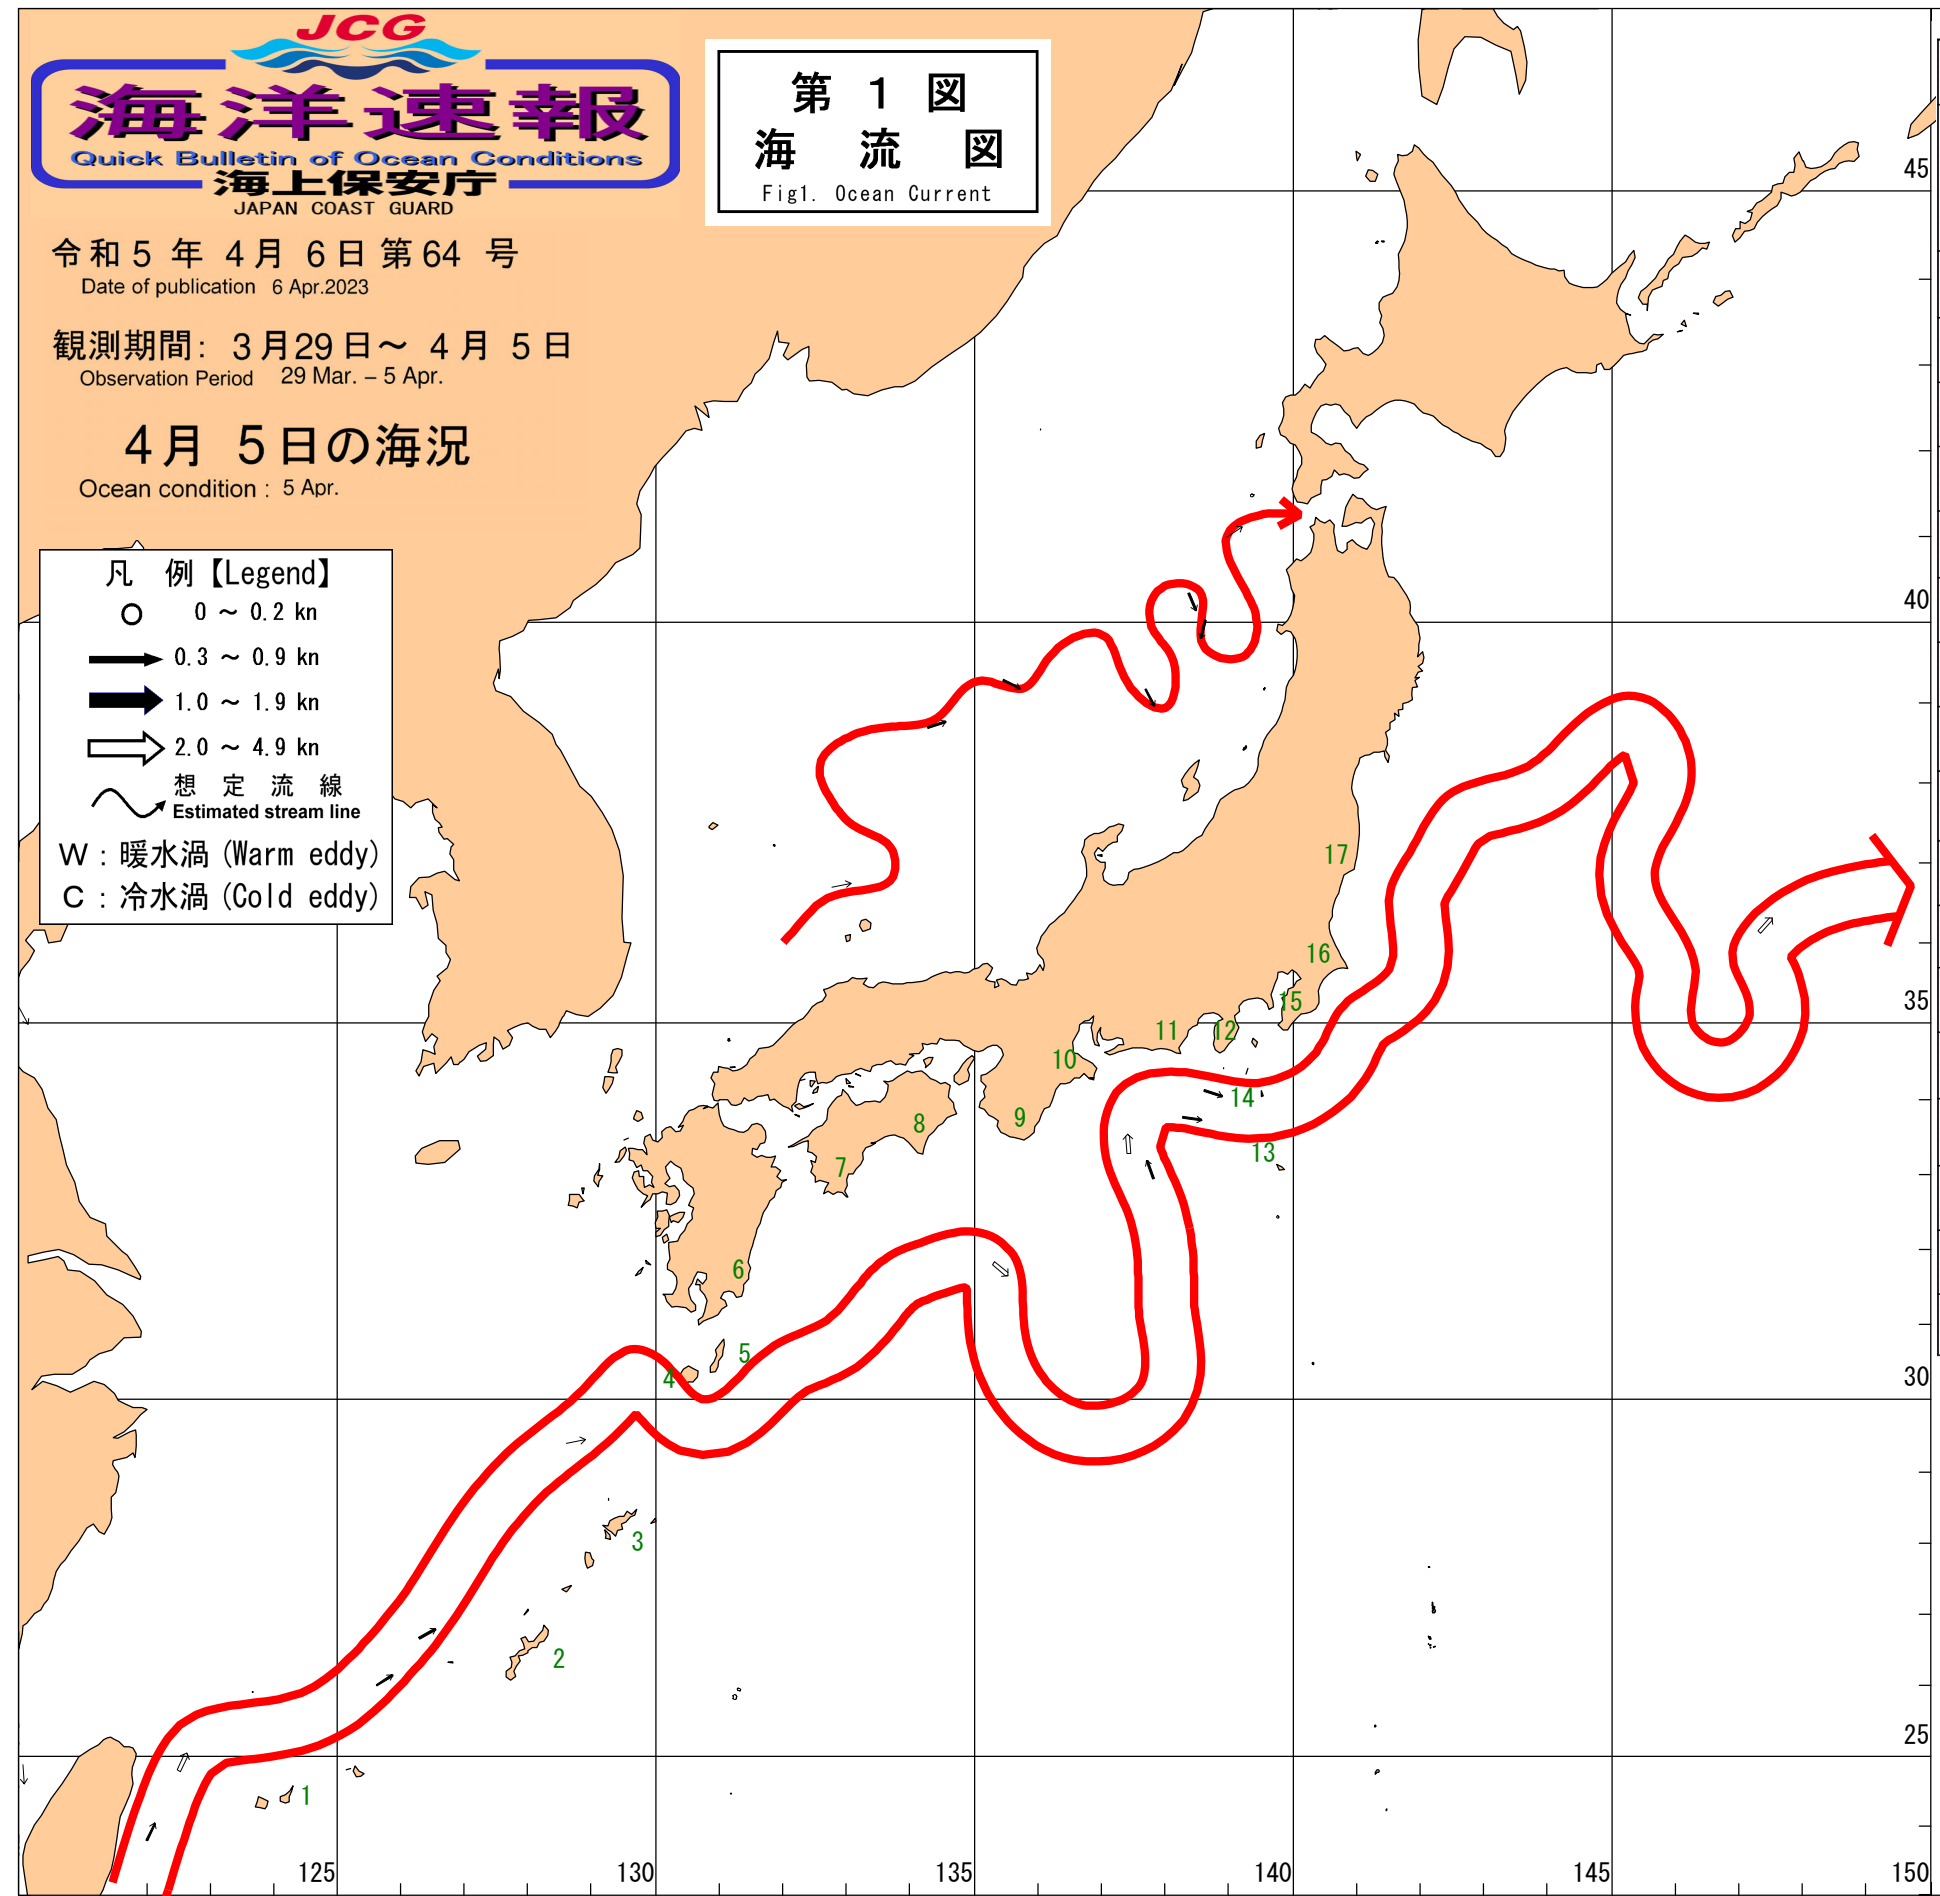 JCG
海洋速報
Quick Bulletin of Ocean Conditions
海上保安庁
JAPAN COAST GUARD
第 1 図
海 流 図
Fig1. Ocean Current
令和 5 年 4月 6日 第 64 号
Date of publication 6 Apr.2023
観測期間: 3月29日～ 4月 5日
Observation Period 29 Mar. – 5 Apr.
4月 5日の海況
Ocean condition : 5 Apr.
凡 例【Legend】
0 ～ 0.2 kn
0.3 ～ 0.9 kn
1.0 ～ 1.9 kn
2.0 ～ 4.9 kn
想 定 流 線
Estimated stream line
W : 暖水渦 (Warm eddy)
C : 冷水渦 (Cold eddy)
45
40
17
16
35
15
11
12
10
14
9
8
13
7
6
5
4
30
3
2
25
1
125
130
135
140
145
150